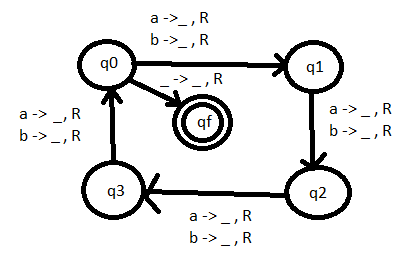 a ->_ , R
b ->_ , R
q0
q1
_ -> _ , R
qf
a -> _ , R
b -> _ , R
a -> _ , R
b -> _ , R
q3
q2
a -> _ , R
b -> _ , R